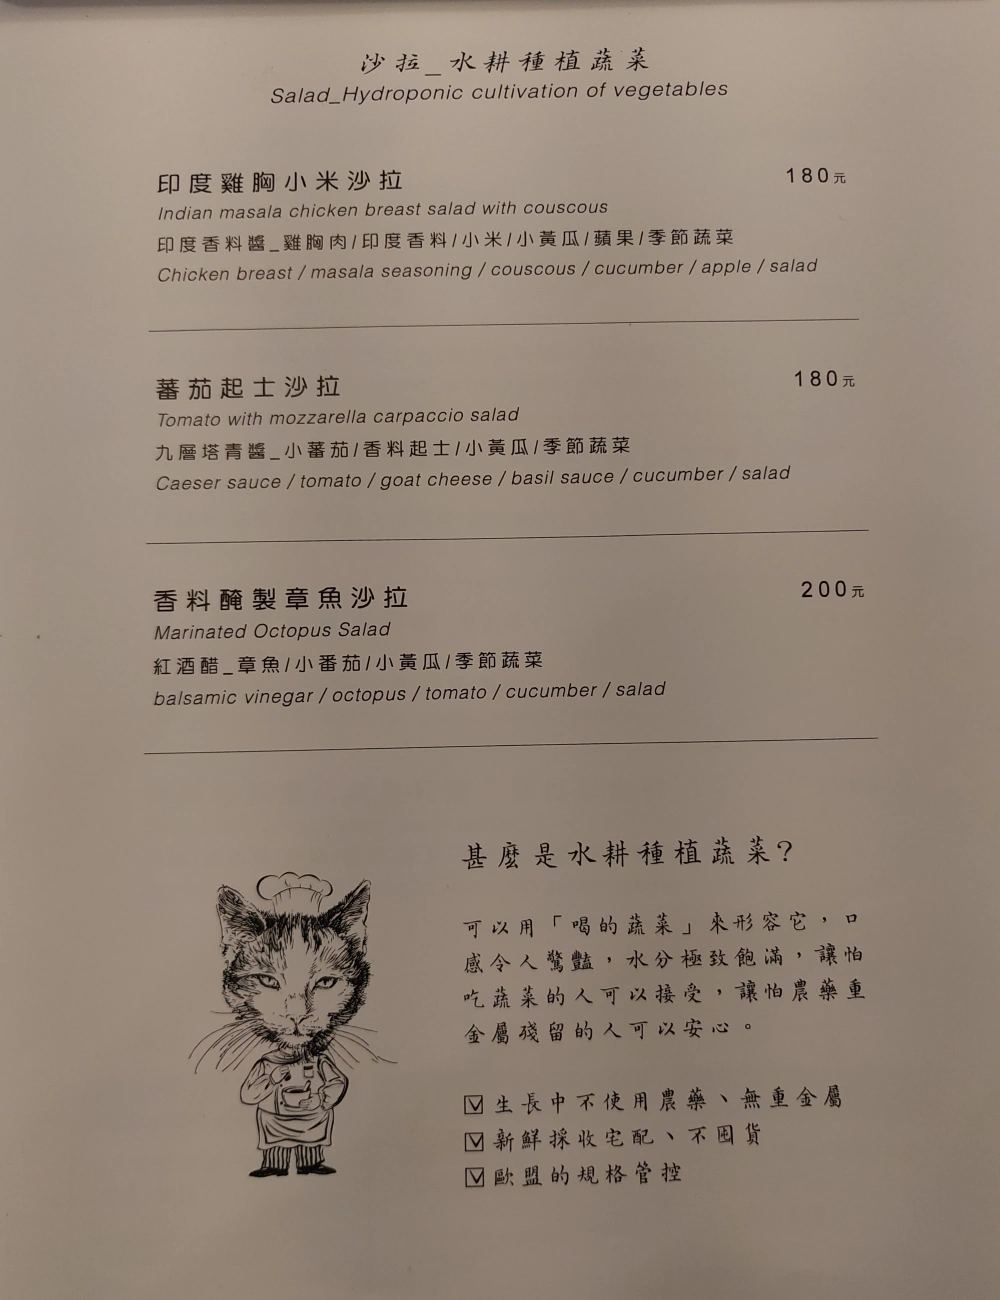 沙拉_水耕種植蔬菜
Salad_Hydroponic cultivation of vegetables
印度雞胸小米沙拉 180元
Indian masala chicken breast salad with couscous
印度香料醬_雞胸肉/印度香料/小米/小黃瓜/蘋果/季節蔬菜
Chicken breast / masala seasoning / couscous / cucumber / apple / salad
蕃茄起士沙拉 180元
Tomato with mozzarella carpaccio salad
九層塔青醬_小蕃茄/香料起士/小黃瓜/季節蔬菜
Caeser sauce / tomato / goat cheese / basil sauce / cucumber / salad
香料醃製章魚沙拉 200元
Marinated Octopus Salad
紅酒醋_章魚/小番茄/小黃瓜/季節蔬菜
balsamic vinegar / octopus / tomato / cucumber / salad
甚麼是水耕種植蔬菜?
可以用「喝的蔬菜」來形容它，口
感令人驚豔，水分極致飽滿，讓怕
吃蔬菜的人可以接受，讓怕農藥重
金屬殘留的人可以安心。
生長中不使用農藥、無重金屬
新鮮採收宅配、不囤貨
歐盟的規格管控